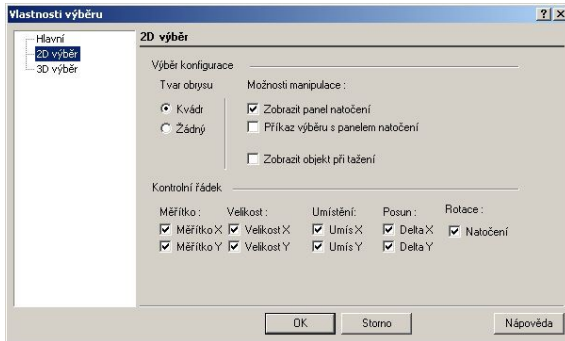 Vlastnosti výběru
Hlavní
2D výběr
3D výběr
2D výběr
Výběr konfigurace
Tvar obrysu
Kvádr
Žádný
Možnosti manipulace :
Zobrazit panel natočení
Příkaz výběru s panelem natočení
Zobrazit objekt při tažení
Kontrolní řádek
Měřítko : Velikost : Umístění: Posun : Rotace :
Měřítko X Velikost X Umís X Delta X Natočení
Měřítko Y Velikost Y Umís Y Delta Y
OK Storno Nápověda